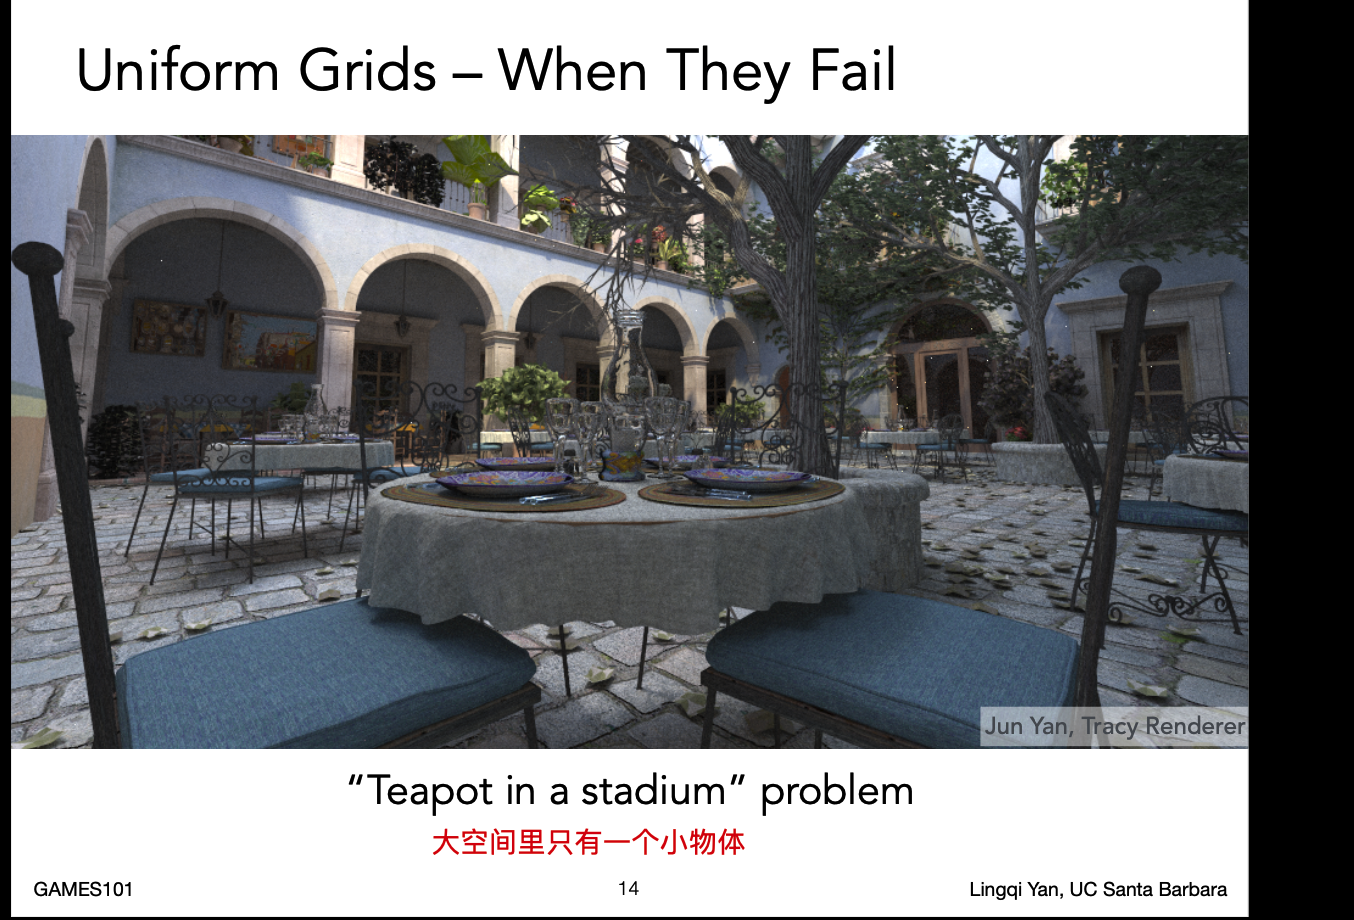 Uniform Grids – When They Fail
Jun Yan, Tracy Renderer
“Teapot in a stadium” problem
大空间里只有一个小物体
GAMES101
14
Lingqi Yan, UC Santa Barbara